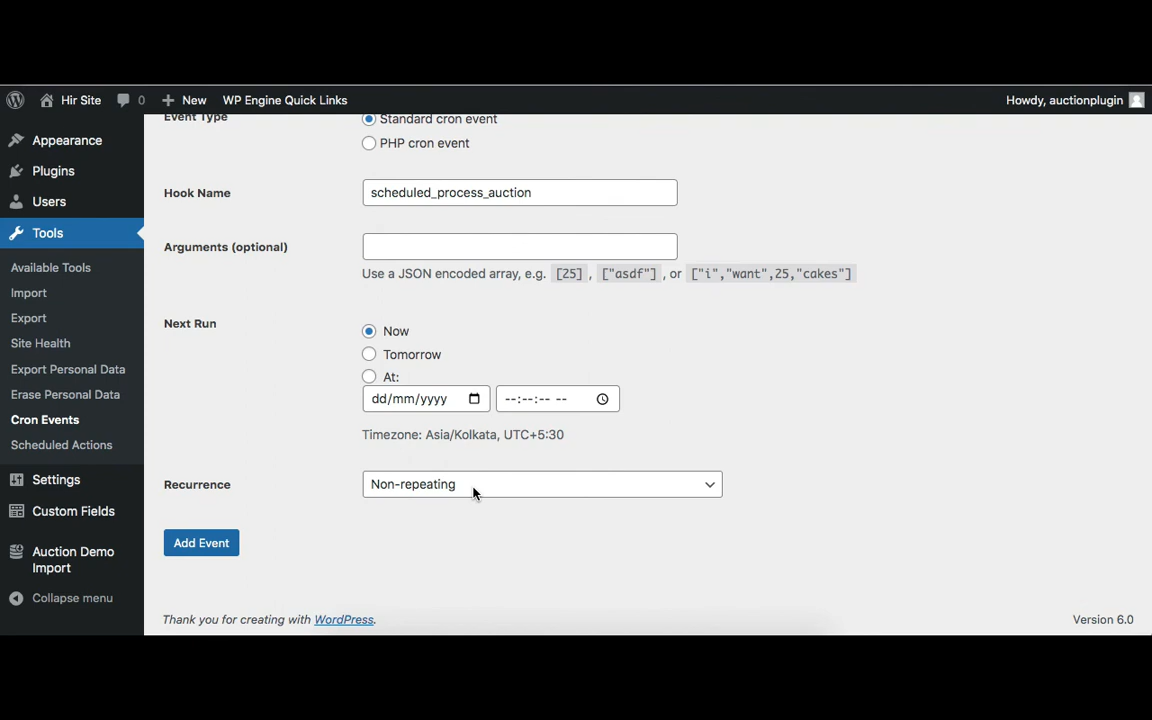 Hir Site 0 New WP Engine Quick Links Howdy, auctionplugin
Appearance
Plugins
Users
Tools
Available Tools
Import
Export
Site Health
Export Personal Data
Erase Personal Data
Cron Events
Scheduled Actions
Settings
Custom Fields
Auction Demo
Import
Collapse menu
Event Type
Standard cron event
PHP cron event
Hook Name
scheduled_process_auction
Arguments (optional)
Use a JSON encoded array, e.g. [25] , ["asdf"] , or ["i","want",25,"cakes"]
Next Run
Now
Tomorrow
At:
dd/mm/yyyy --:--:-- --
Timezone: Asia/Kolkata, UTC+5:30
Recurrence
Non-repeating
Add Event
Thank you for creating with WordPress. Version 6.0